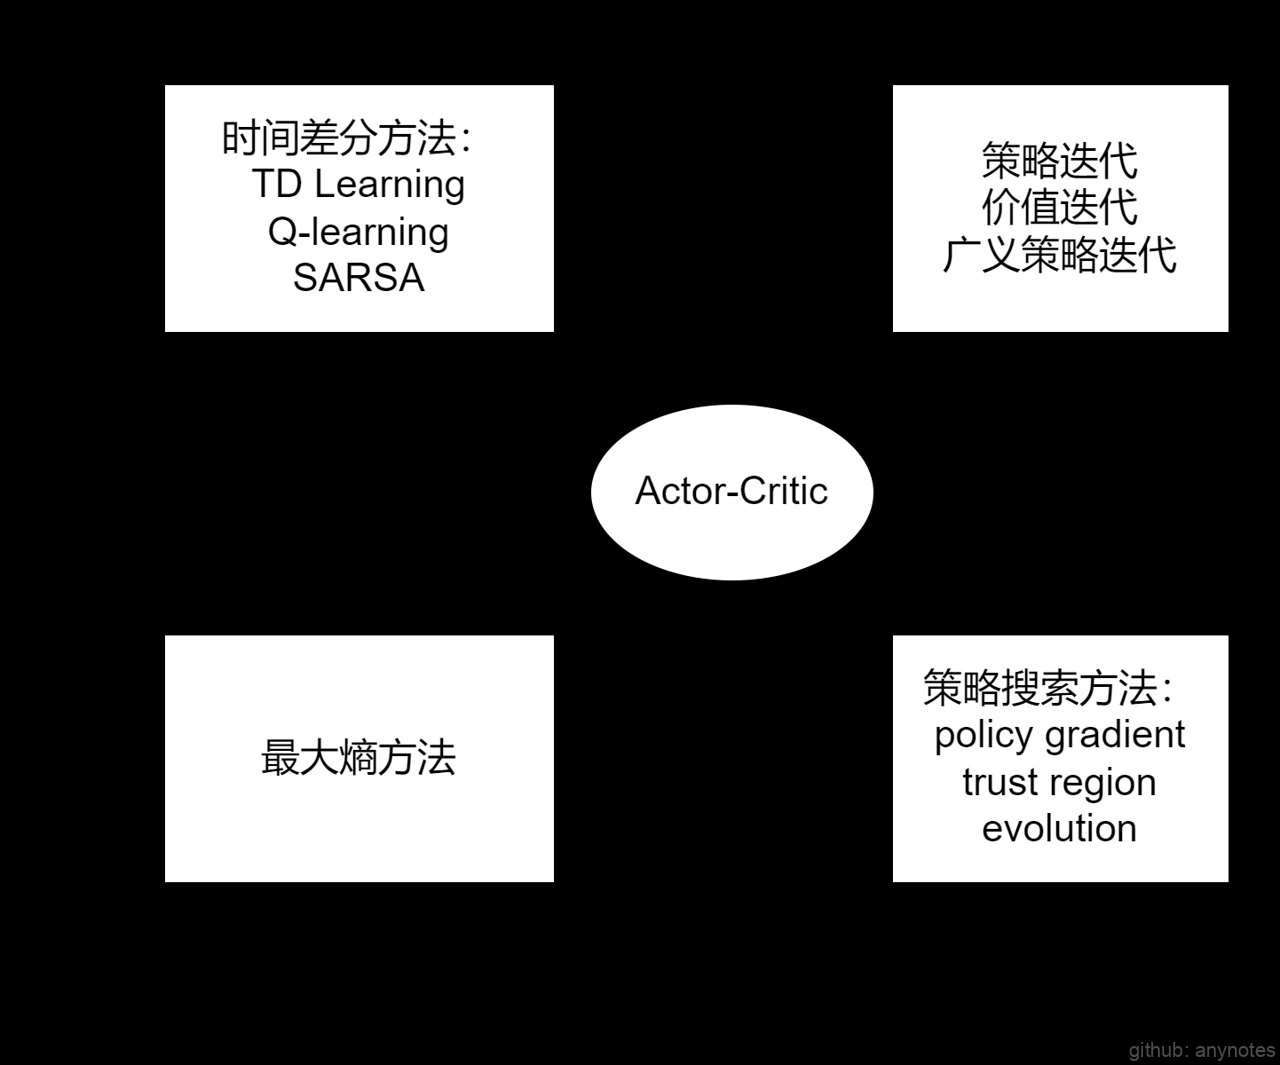 时间差分方法：
TD Learning
Q-learning
SARSA
策略迭代
价值迭代
广义策略迭代
Actor-Critic
最大熵方法
策略搜索方法：
policy gradient
trust region
evolution
github: anynotes